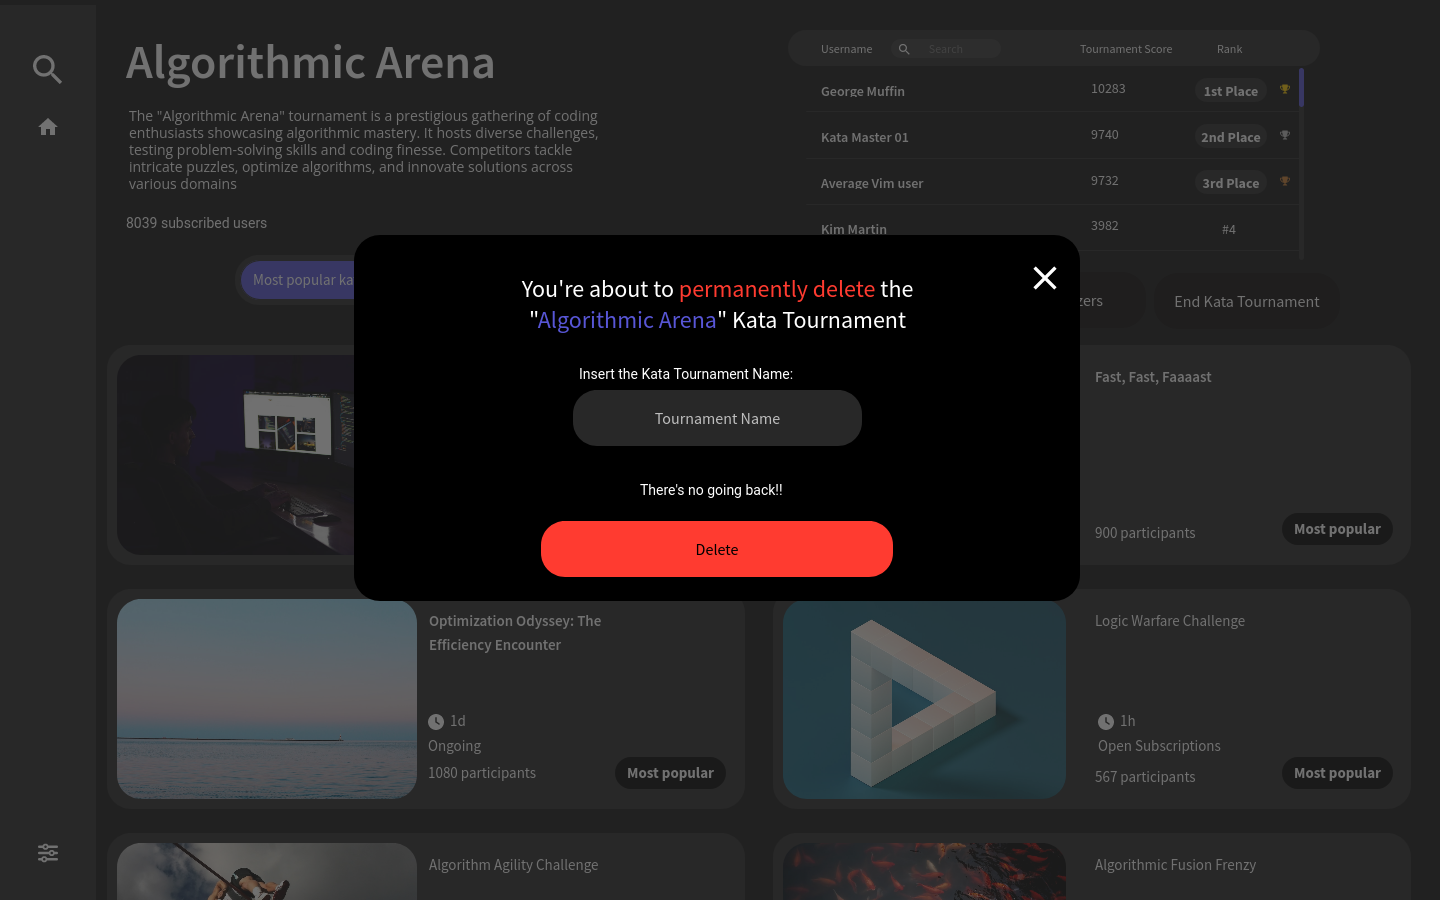 Algorithmic Arena
The "Algorithmic Arena" tournament is a prestigious gathering of coding
enthusiasts showcasing algorithmic mastery. It hosts diverse challenges,
testing problem-solving skills and coding finesse. Competitors tackle
intricate puzzles, optimize algorithms, and innovate solutions across
various domains
8039 subscribed users
Username Search Tournament Score Rank
George Muffin 10283 1st Place
Kata Master 01 9740 2nd Place
Average Vim user 9732 3rd Place
Kim Martin 3982 #4
Most popular ka
zers
End Kata Tournament
You're about to permanently delete the
"Algorithmic Arena" Kata Tournament
Insert the Kata Tournament Name:
Tournament Name
There's no going back!!
Delete
Fast, Fast, Faaaast
900 participants
Most popular
Optimization Odyssey: The
Efficiency Encounter
1d
Ongoing
1080 participants
Most popular
Logic Warfare Challenge
1h
Open Subscriptions
567 participants
Most popular
Algorithm Agility Challenge
Algorithmic Fusion Frenzy